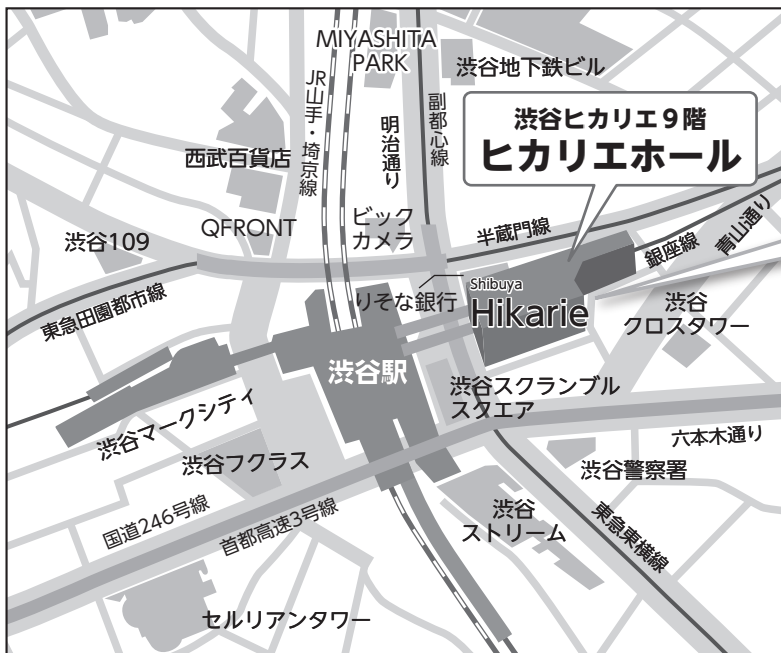 MIYASHITA
PARK
渋谷地下鉄ビル
JR山手・埼京線
明治通り
副都心線
渋谷ヒカリエ9階
ヒカリエホール
西武百貨店
QFRONT
ビック
カメラ
渋谷109
半蔵門線
青山通り
銀座線
東急田園都市線
りそな銀行
Shibuya
Hikarie
渋谷
クロスタワー
渋谷駅
渋谷スクランブル
スクエア
渋谷マークシティ
六本木通り
渋谷フクラス
渋谷警察署
国道246号線
首都高速3号線
渋谷
ストリーム
東急東横線
セルリアンタワー